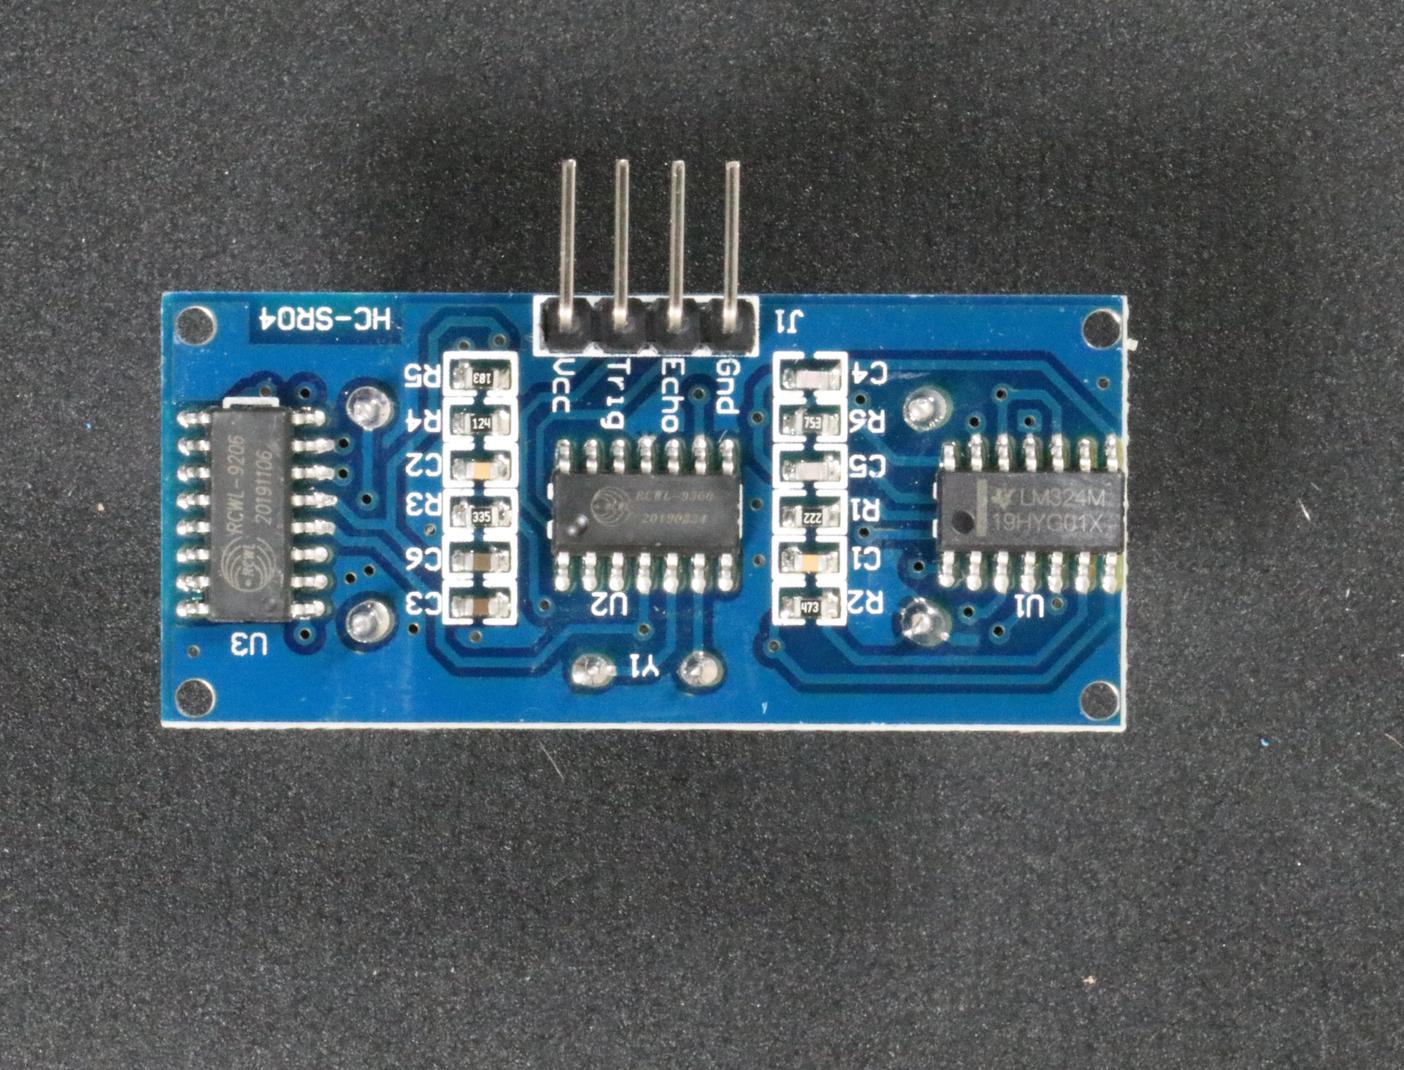 HC-SR04
J1
Vcc
Trig
Echo
Gnd
R5
183
R4
124
C2
R3
335
C6
C3
C4
R6
753
C5
R1
222
C1
R2
473
RCWL-9206
20191106
U3
U2
LM324M
19HYG01X
U1
Y1